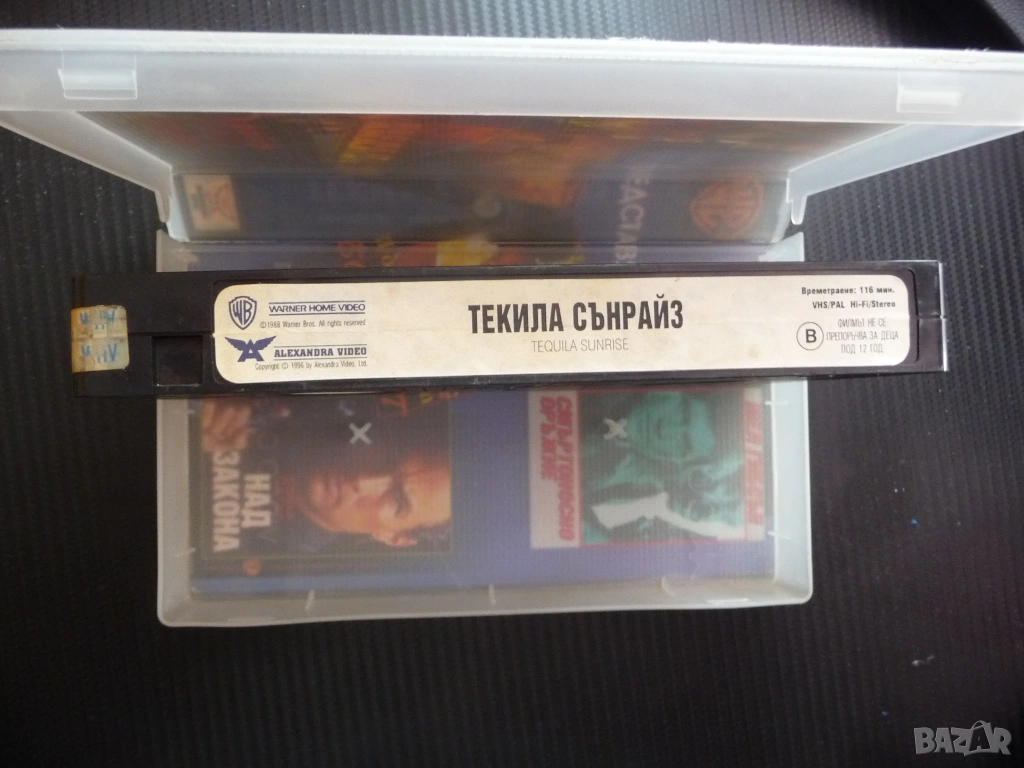 WB
WARNER HOME VIDEO
©1988 Warner Bros. All rights reserved
ALEXANDRA VIDEO
Copyright © 1996 by Alexandra Video, Ltd.
ТЕКИЛА СЪНРАЙЗ
TEQUILA SUNRISE
Времетраене: 116 мин.
VHS/PAL Hi-Fi/Stereo
B
ФИЛМЪТ НЕ СЕ
ПРЕПОРЪЧВА ЗА ДЕЦА
ПОД 12 ГОД.
НАД
ЗАКОНА
СМЪРТОНОСНО
ОРЪЖИЕ
BAZAR